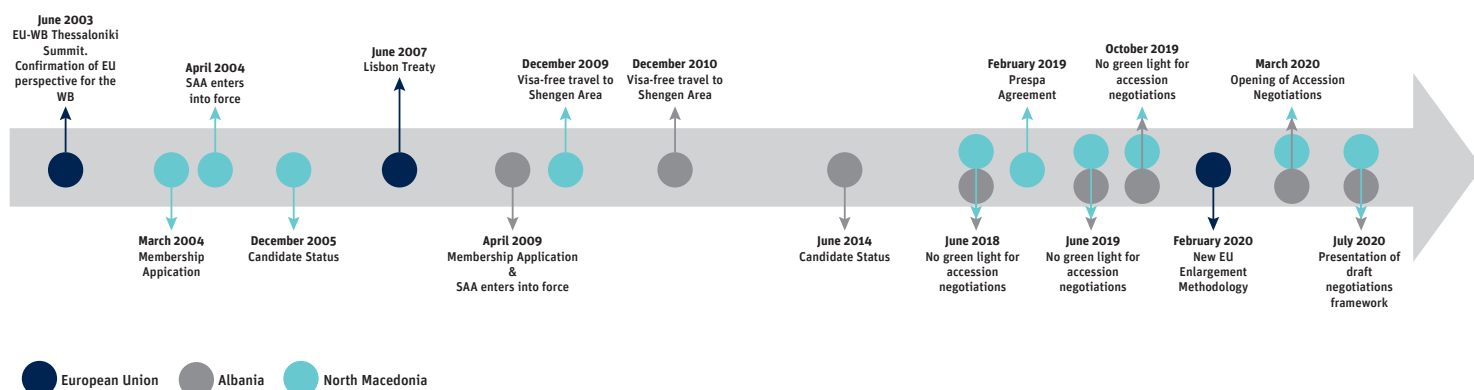 June 2003
EU-WB Thessaloniki
Summit.
Confirmation of EU
perspective for the
WB
April 2004
SAA enters
into force
June 2007
Lisbon Treaty
December 2009
Visa-free travel to
Shengen Area
December 2010
Visa-free travel to
Shengen Area
February 2019
Prespa
Agreement
October 2019
No green light for
accession
negotiations
March 2020
Opening of Accession
Negotiations
March 2004
Membership
Appication
December 2005
Candidate Status
April 2009
Membership Application
&
SAA enters into force
June 2014
Candidate Status
June 2018
No green light for
accession
negotiations
June 2019
No green light for
accession
negotiations
February 2020
New EU
Enlargement
Methodology
July 2020
Presentation of
draft
negotiations
framework
European Union
Albania
North Macedonia